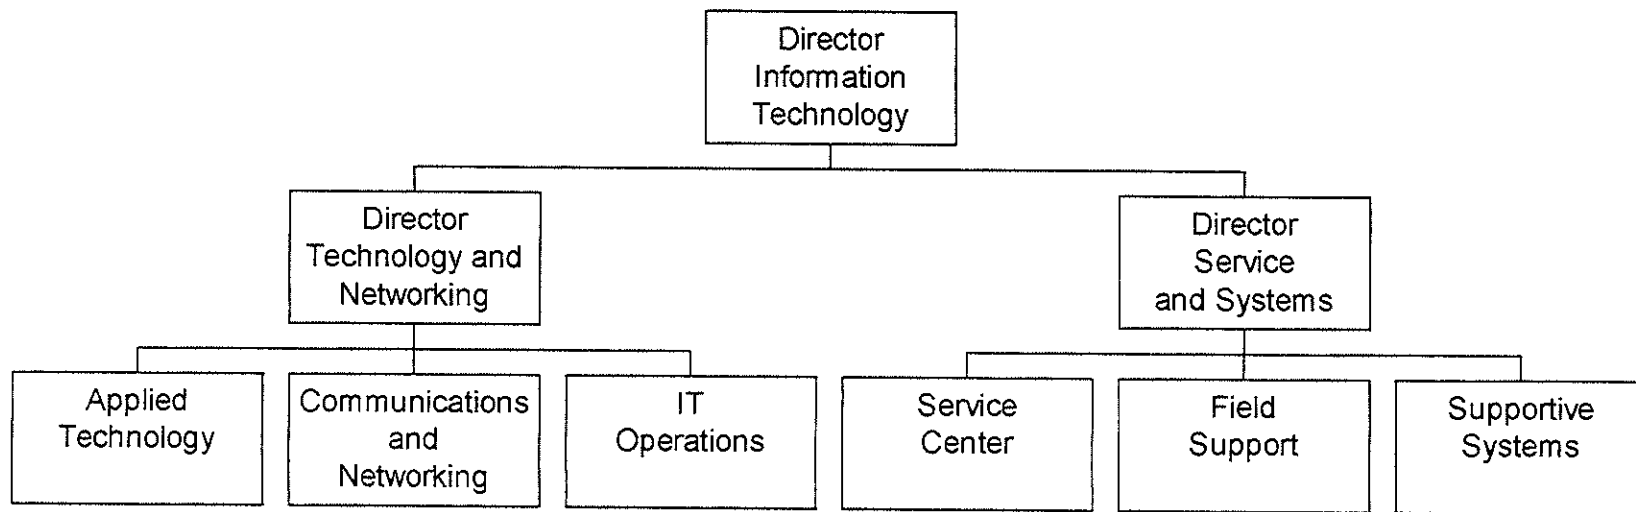 Director
Information
Technology
Director
Technology and
Networking
Director
Service
and Systems
Applied
Technology
Communications
and
Networking
IT
Operations
Service
Center
Field
Support
Supportive
Systems